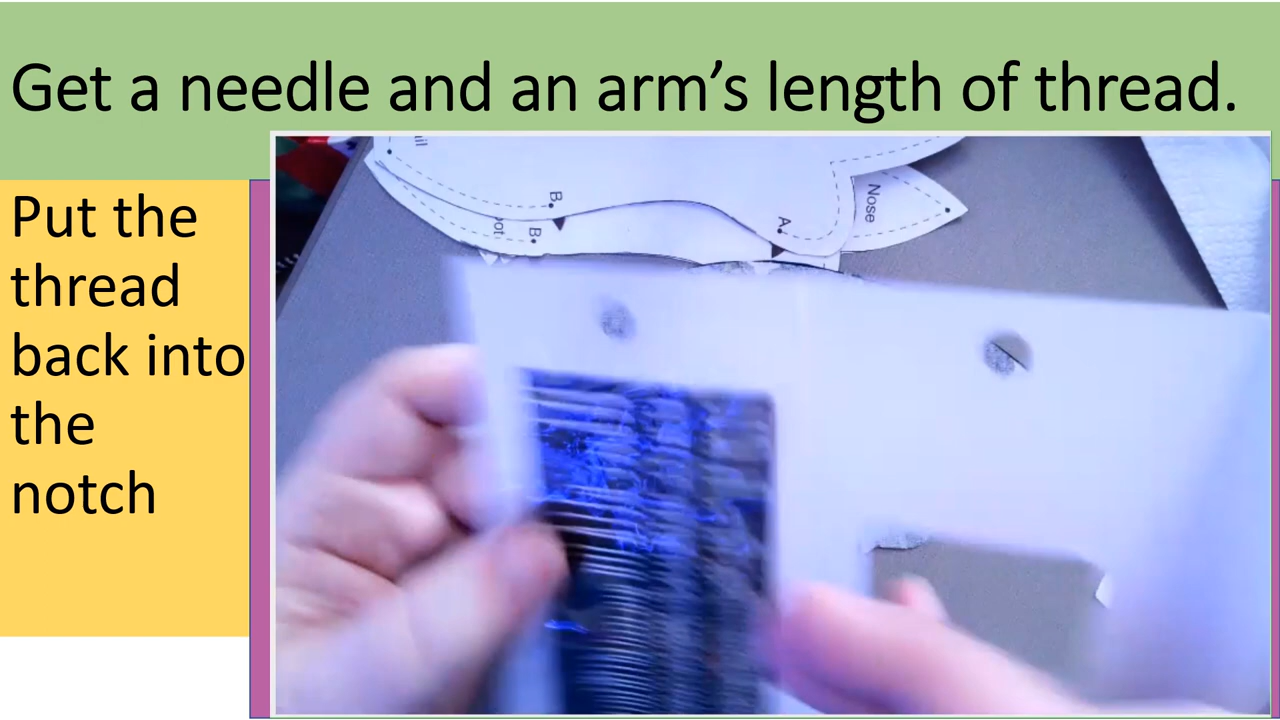 Get a needle and an arm’s length of thread.
Put the
thread
back into
the
notch
B.
B.
A.
Nose